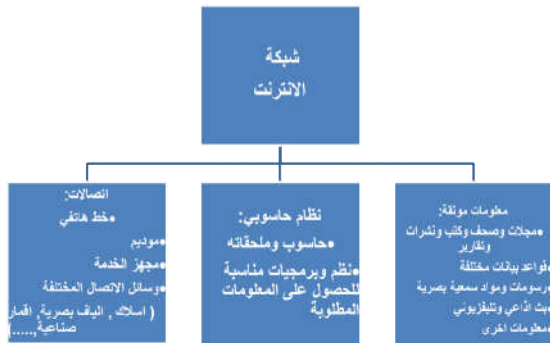 شبكة
الانترنت
معلومات موثقة:
•مجلات وصحف وكتب ونشرات
وتقارير
•قواعد بيانات مختلفة
•رسومات ومواد سمعية بصرية
•بث اذاعي وتليفزيوني
•معلومات اخرى
نظام حاسوبي:
•حاسوب وملحقاته
•نظم وبرمجيات مناسبة
للحصول على المعلومات
المطلوبة
اتصالات:
•خط هاتفي
•موديم
•مجهز الخدمة
•وسائل الاتصال المختلفة
( اسلاك , الياف بصرية, اقمار
صناعية,.....)